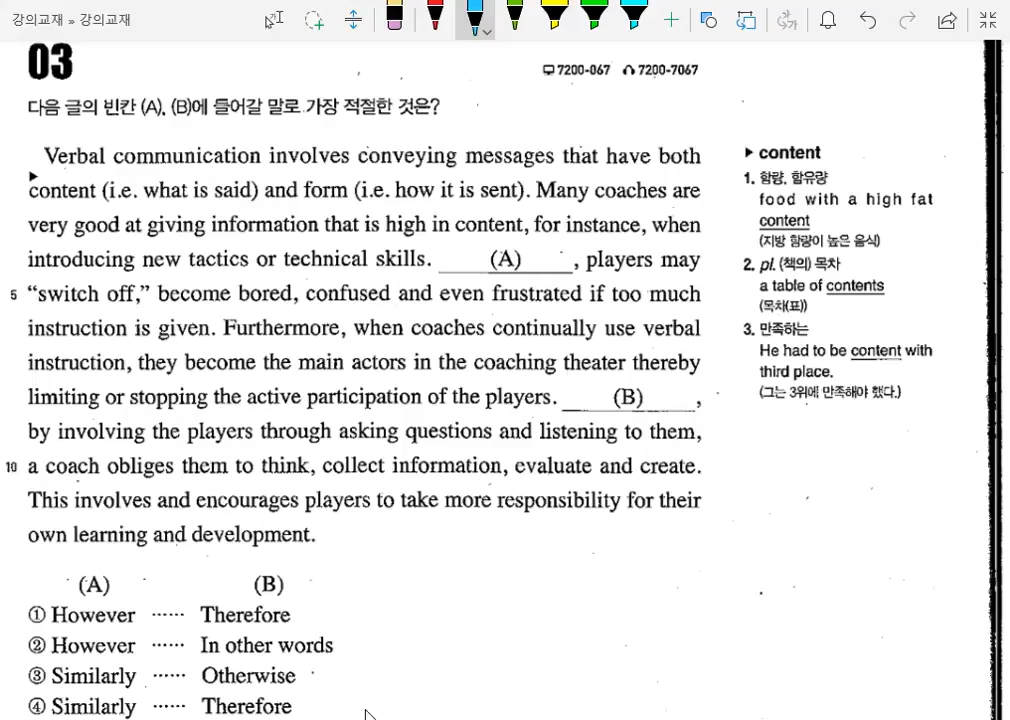 강의교재 » 강의교재
03
7200-067 7200-7067
다음 글의 빈칸 (A), (B)에 들어갈 말로 가장 적절한 것은?
Verbal communication involves conveying messages that have both
content (i.e. what is said) and form (i.e. how it is sent). Many coaches are
very good at giving information that is high in content, for instance, when
introducing new tactics or technical skills. (A) , players may
5 “switch off,” become bored, confused and even frustrated if too much
instruction is given. Furthermore, when coaches continually use verbal
instruction, they become the main actors in the coaching theater thereby
limiting or stopping the active participation of the players. (B) ,
by involving the players through asking questions and listening to them,
10 a coach obliges them to think, collect information, evaluate and create.
This involves and encourages players to take more responsibility for their
own learning and development.
(A) (B)
① However ······ Therefore
② However ······ In other words
③ Similarly ······ Otherwise
④ Similarly ······ Therefore
▶ content
1. 함량, 함유량
food with a high fat
content
(지방 함량이 높은 음식)
2. pl. (책의) 목차
a table of contents
(목차(표))
3. 만족하는
He had to be content with
third place.
(그는 3위에 만족해야 했다.)